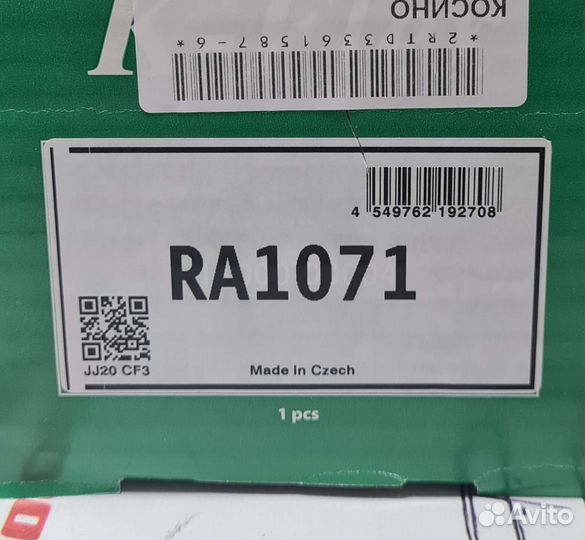 КОСИНО
*2RTD3361587-6*
4 549762 192708
RA1071
JJ20 CF3
Made In Czech
1 pcs
Avito